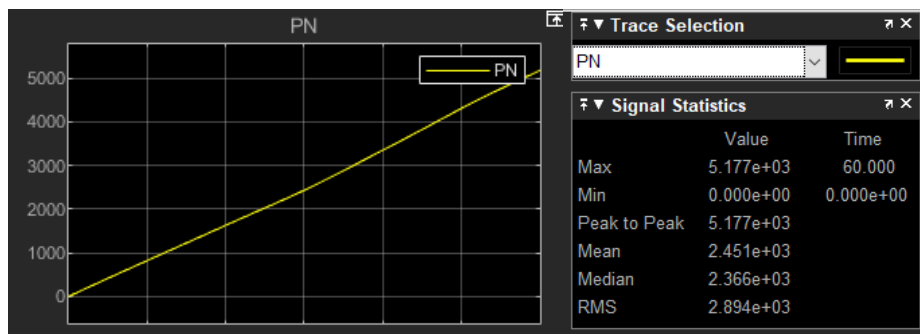 PN
PN
5000
4000
3000
2000
1000
0
Trace Selection
PN
Signal Statistics
Value Time
Max 5.177e+03 60.000
Min 0.000e+00 0.000e+00
Peak to Peak 5.177e+03
Mean 2.451e+03
Median 2.366e+03
RMS 2.894e+03